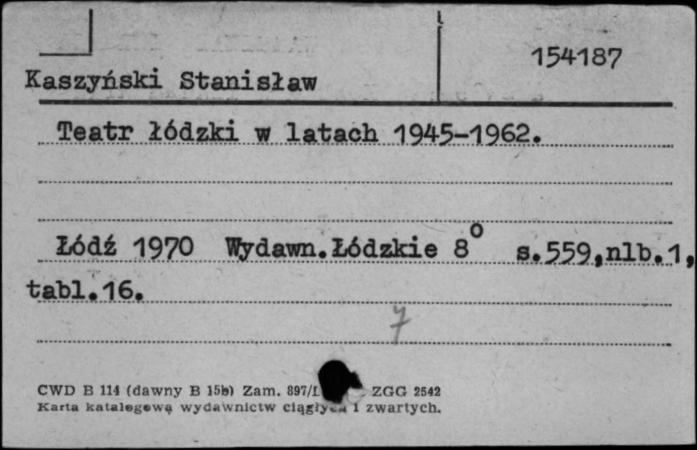 154187
Kaszyński Stanisław
Teatr łódzki w latach 1945-1962.
Łódź 1970 Wydawn.Łódzkie 8° s.559,nlb.1,
tabl.16.
7
CWD B 114 (dawny B 15b) Zam. 897/ ZGG 2542
Karta katalogowa wydawnictw ciągłych i zwartych.